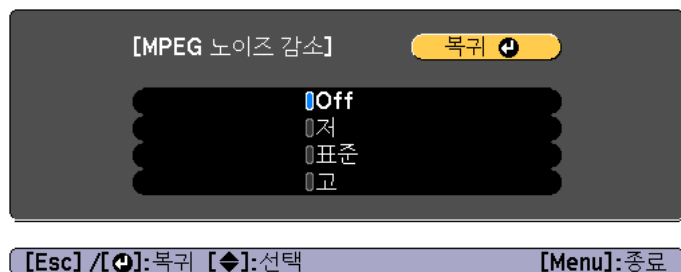 [MPEG 노이즈 감소] 복귀
Off
저
표준
고
[Esc] /[⏎]:복귀 [◆]:선택 [Menu]:종료